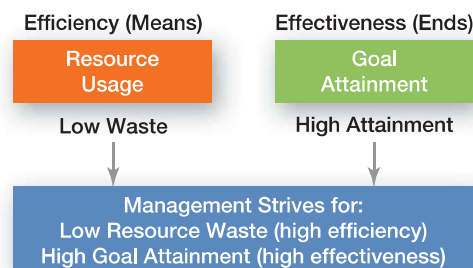 Efficiency (Means)
Effectiveness (Ends)
Resource
Usage
Goal
Attainment
Low Waste
High Attainment
Management Strives for:
Low Resource Waste (high efficiency)
High Goal Attainment (high effectiveness)